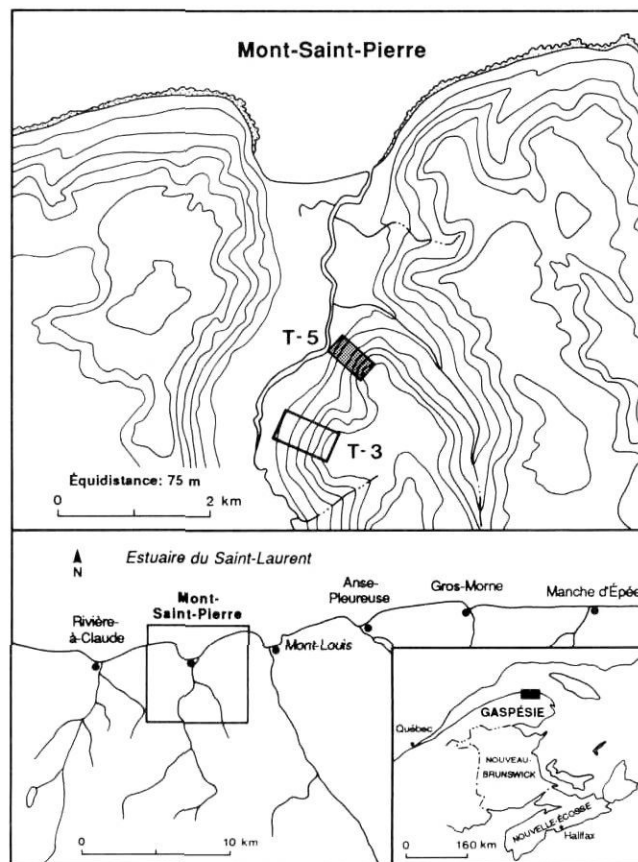 Mont-Saint-Pierre
T-5
T-3
Équidistance: 75 m
0 2 km
N
Estuaire du Saint-Laurent
Rivière-
à-Claude
Mont-
Saint-Pierre
Mont-Louis
Anse-
Pleureuse
Gros-Morne
Manche d'Épée
0 10 km
Québec
GASPÉSIE
NOUVEAU-
BRUNSWICK
NOUVELLE-ÉCOSSE
Halifax
0 160 km